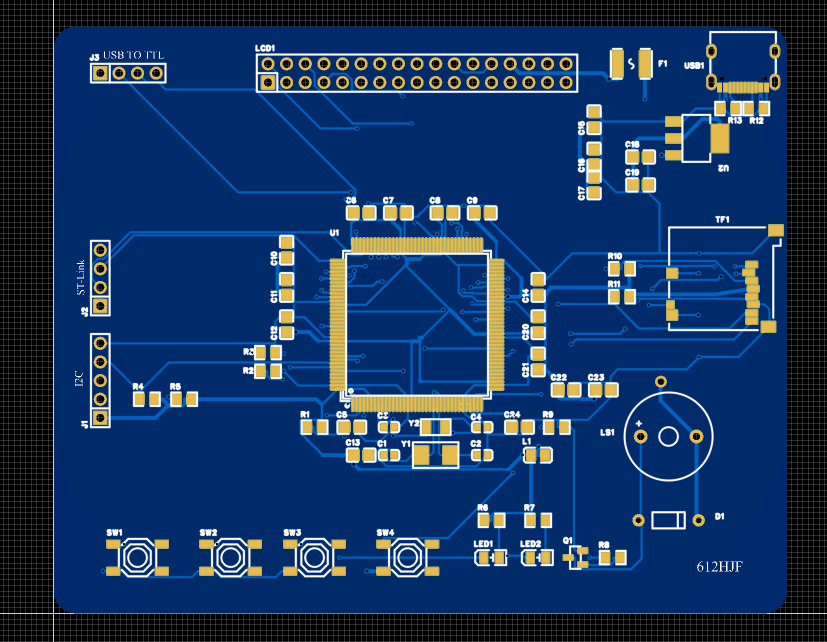 J3 USB TO TTL
LCD1
F1
USB1
R13 R12
C15
C16
C17
C18
C19
U2
TF1
C6 C7 C8 C9
U1
ST-Link
J2
C10
C11
C12
C14
C20
C21
R10
R11
R3
R2
I2C
J1
R4 R5
C22 C23
R1 C5 C3 Y2 C4 C24 R9
C13 C1 Y1 C2 L1
LS1
+
R6 R7
D1
SW1 SW2 SW3 SW4
LED1 LED2 Q1 R8
612HJF